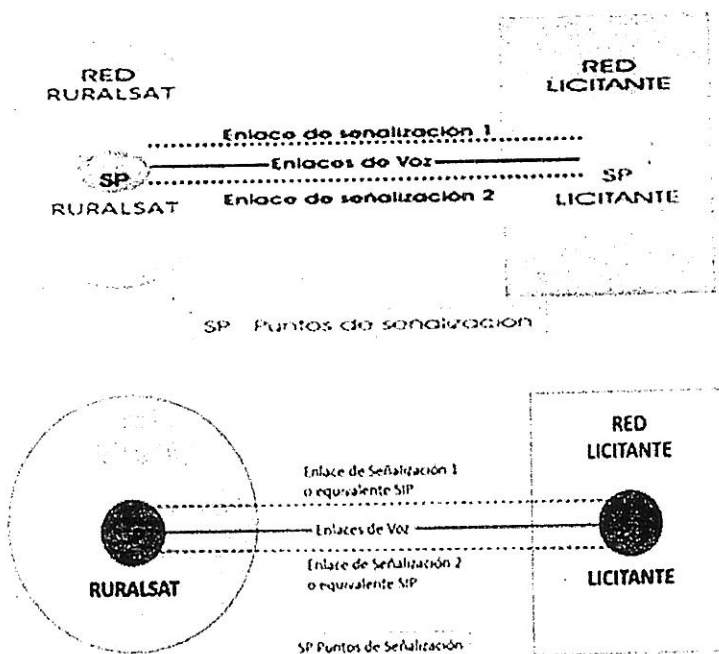 RED
RURALSAT
RED
LICITANTE
Enlace de señalización 1
Enlaces de Voz
SP
RURALSAT
SP
LICITANTE
Enlace de señalización 2
SP Puntos de señalización
RED
LICITANTE
Enlace de Señalización 1
o equivalente SIP
Enlaces de Voz
Enlace de Señalización 2
o equivalente SIP
RURALSAT
LICITANTE
SP Puntos de Señalización